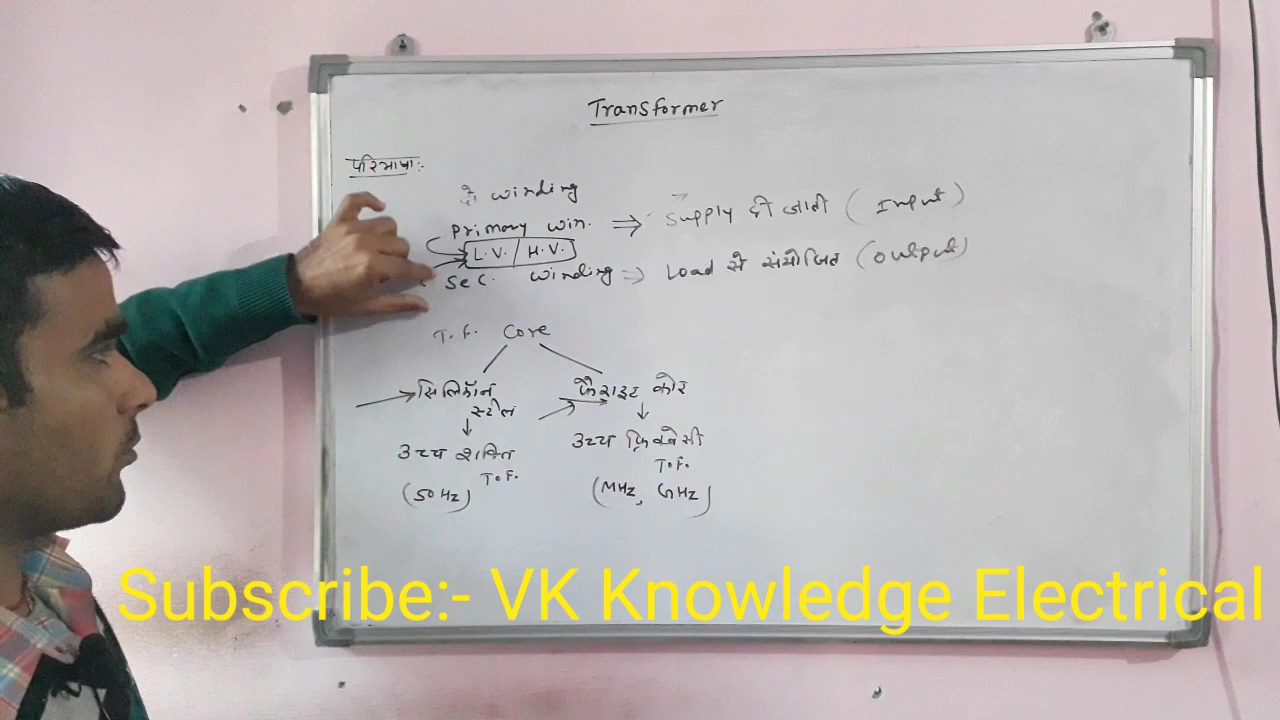 Transformer
परिभाषा:-
दो winding
Primary win. ⇒ Supply दी जाती (Input)
L.V. / H.V.
Sec. winding ⇒ Load से संयोजित (Output)
T.F. Core
सिलिकॉन स्टील
फैराइट कोर
↓
↓
उच्च शक्ति T.F.
उच्च फ्रिक्वेंसी T.F.
(50 Hz)
(MHz, GHz)
Subscribe:- VK Knowledge Electrical